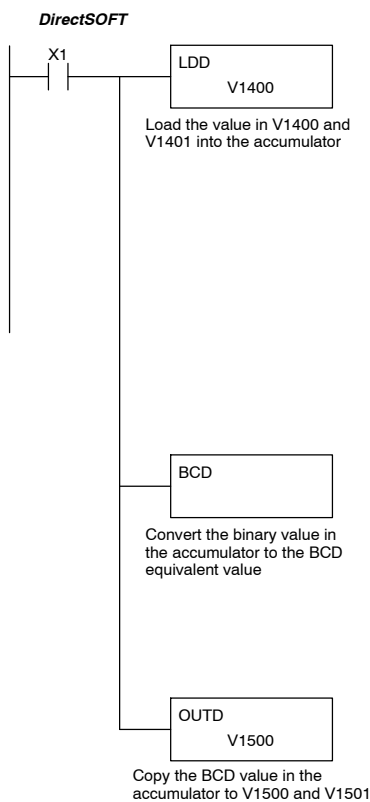 DirectSOFT
X1
LDD
V1400
Load the value in V1400 and
V1401 into the accumulator
BCD
Convert the binary value in
the accumulator to the BCD
equivalent value
OUTD
V1500
Copy the BCD value in the
accumulator to V1500 and V1501